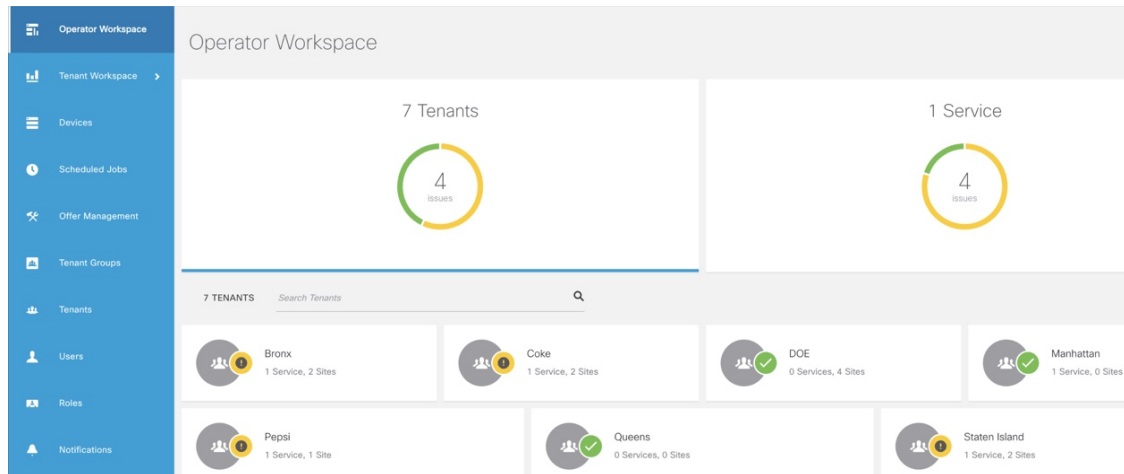 Operator Workspace
Tenant Workspace
Devices
Scheduled Jobs
Offer Management
Tenant Groups
Tenants
Users
Roles
Notifications
Operator Workspace
7 Tenants
4
issues
1 Service
4
issues
7 TENANTS
Search Tenants
Bronx
1 Service, 2 Sites
Coke
1 Service, 2 Sites
DOE
0 Services, 4 Sites
Manhattan
1 Service, 0 Sites
Pepsi
1 Service, 1 Site
Queens
0 Services, 0 Sites
Staten Island
1 Service, 2 Sites